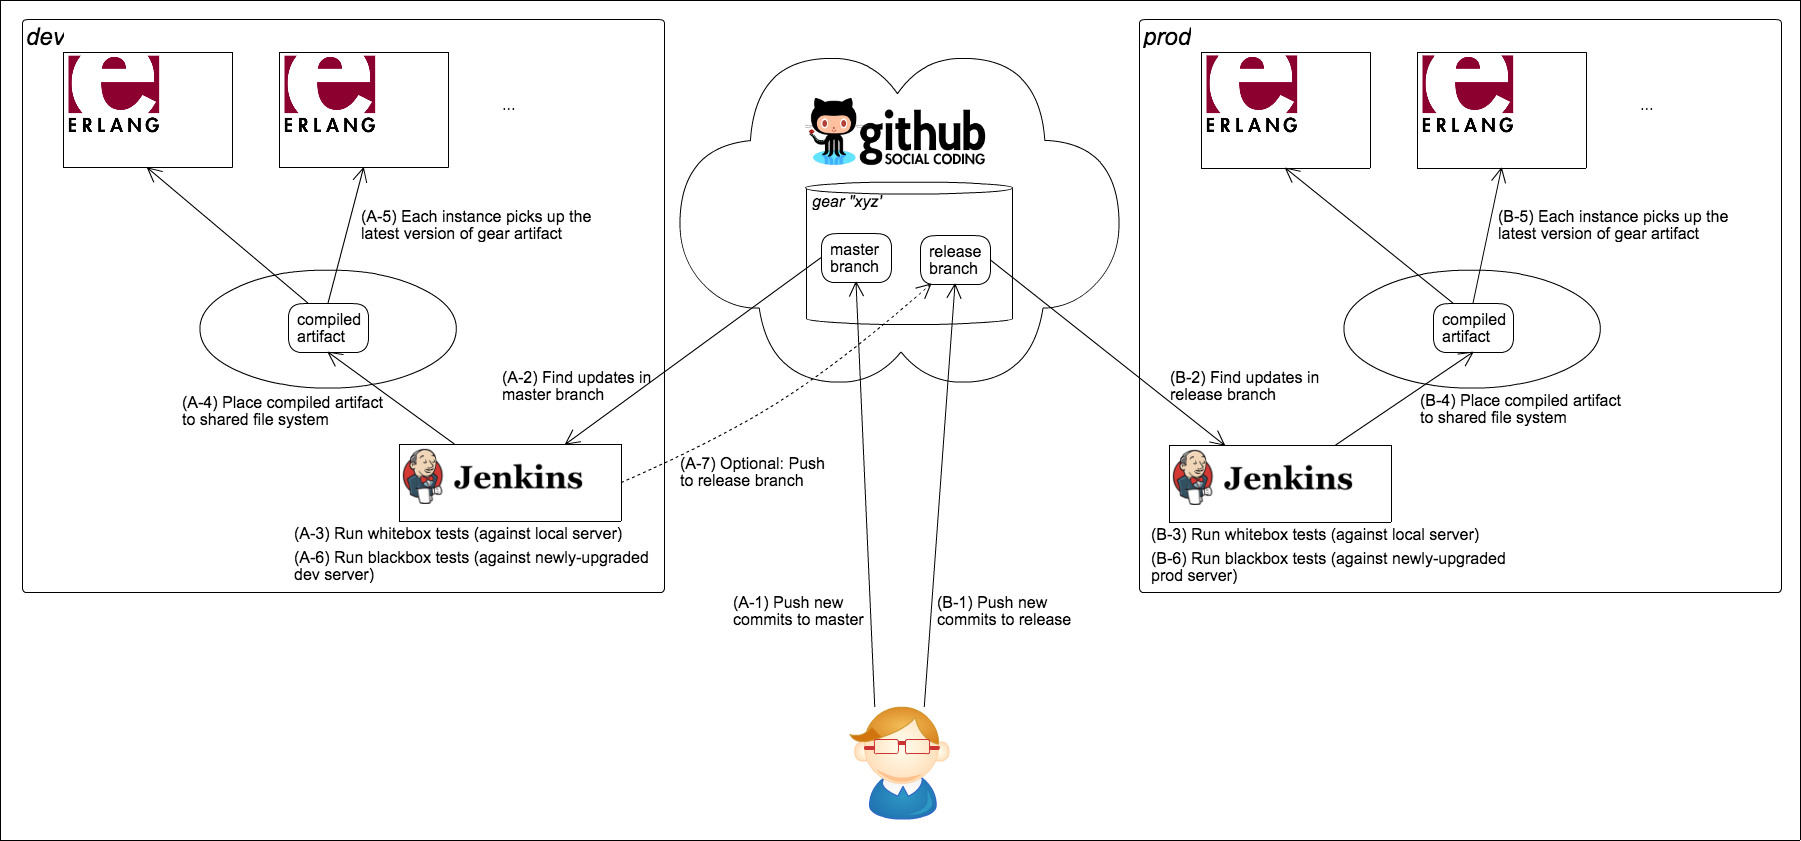 dev
ERLANG
ERLANG
...
(A-5) Each instance picks up the
latest version of gear artifact
compiled
artifact
(A-4) Place compiled artifact
to shared file system
(A-2) Find updates in
master branch
Jenkins
(A-3) Run whitebox tests (against local server)
(A-6) Run blackbox tests (against newly-upgraded
dev server)
github
SOCIAL CODING
gear "xyz'
master
branch
release
branch
(A-7) Optional: Push
to release branch
(A-1) Push new
commits to master
(B-1) Push new
commits to release
prod
ERLANG
ERLANG
...
(B-5) Each instance picks up the
latest version of gear artifact
compiled
artifact
(B-2) Find updates in
release branch
(B-4) Place compiled artifact
to shared file system
Jenkins
(B-3) Run whitebox tests (against local server)
(B-6) Run blackbox tests (against newly-upgraded
prod server)